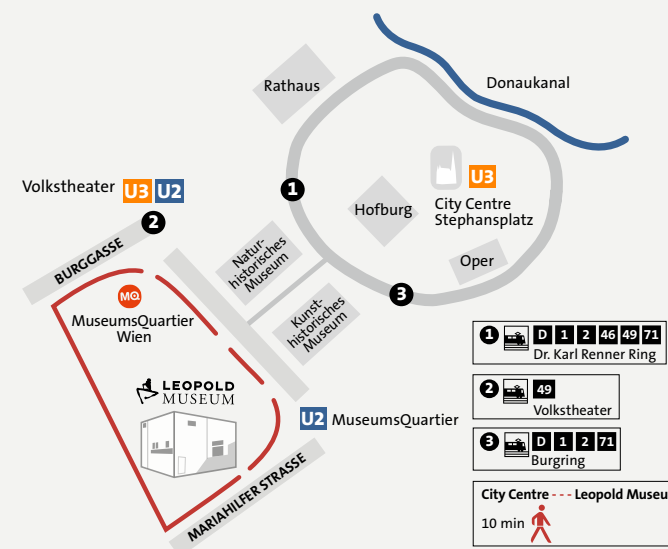 Rathaus
Donaukanal
Volkstheater U3 U2
1
U3
City Centre
Stephansplatz
Hofburg
2
BURGGASSE
Natur-
historisches
Museum
Oper
3
MQ
MuseumsQuartier
Wien
Kunst-
historisches
Museum
1 D 1 2 46 49 71
Dr. Karl Renner Ring
LEOPOLD
MUSEUM
2 49
Volkstheater
U2 MuseumsQuartier
3 D 1 2 71
Burgring
MARIAHILFER STRASSE
City Centre --- Leopold Museu
10 min